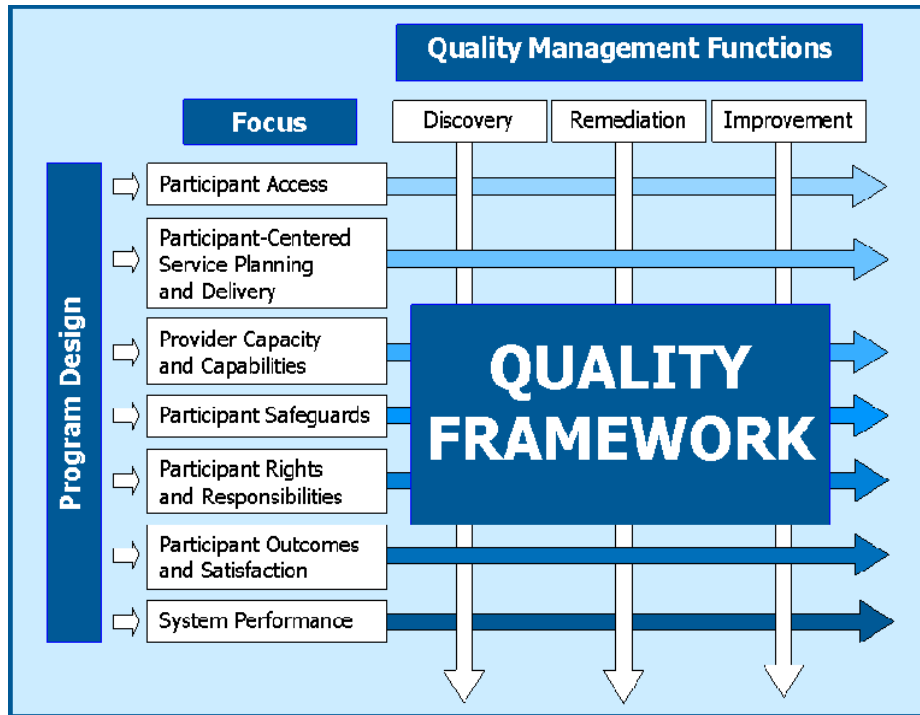 Quality Management Functions
Focus
Discovery
Remediation
Improvement
Program Design
Participant Access
Participant-Centered
Service Planning
and Delivery
Provider Capacity
and Capabilities
Participant Safeguards
Participant Rights
and Responsibilities
Participant Outcomes
and Satisfaction
System Performance
QUALITY
FRAMEWORK